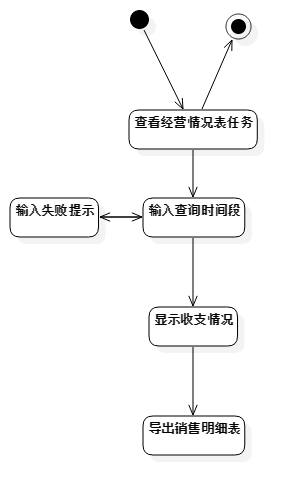 查看经营情况表任务
输入失败提示
输入查询时间段
显示收支情况
导出销售明细表